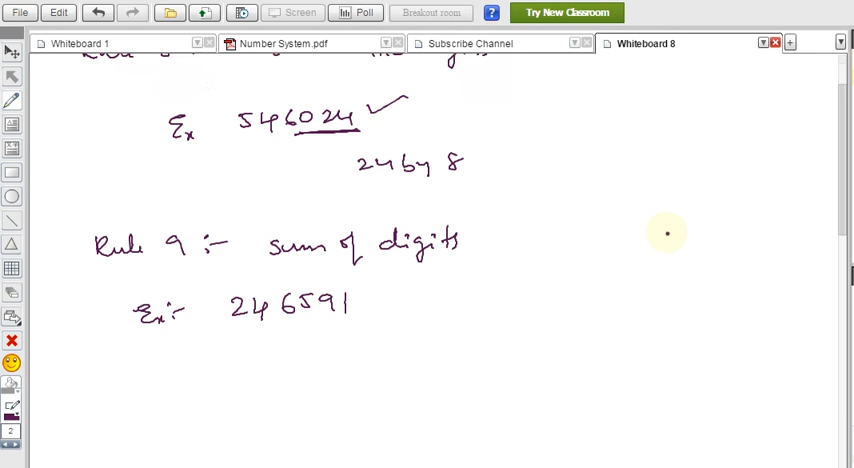 File
Edit
Screen
Poll
Breakout room
?
Try New Classroom
Whiteboard 1
Number System.pdf
Subscribe Channel
Whiteboard 8
Ex 546024
24 by 8
Rule 9 :- sum of digits
Ex:- 246591
2